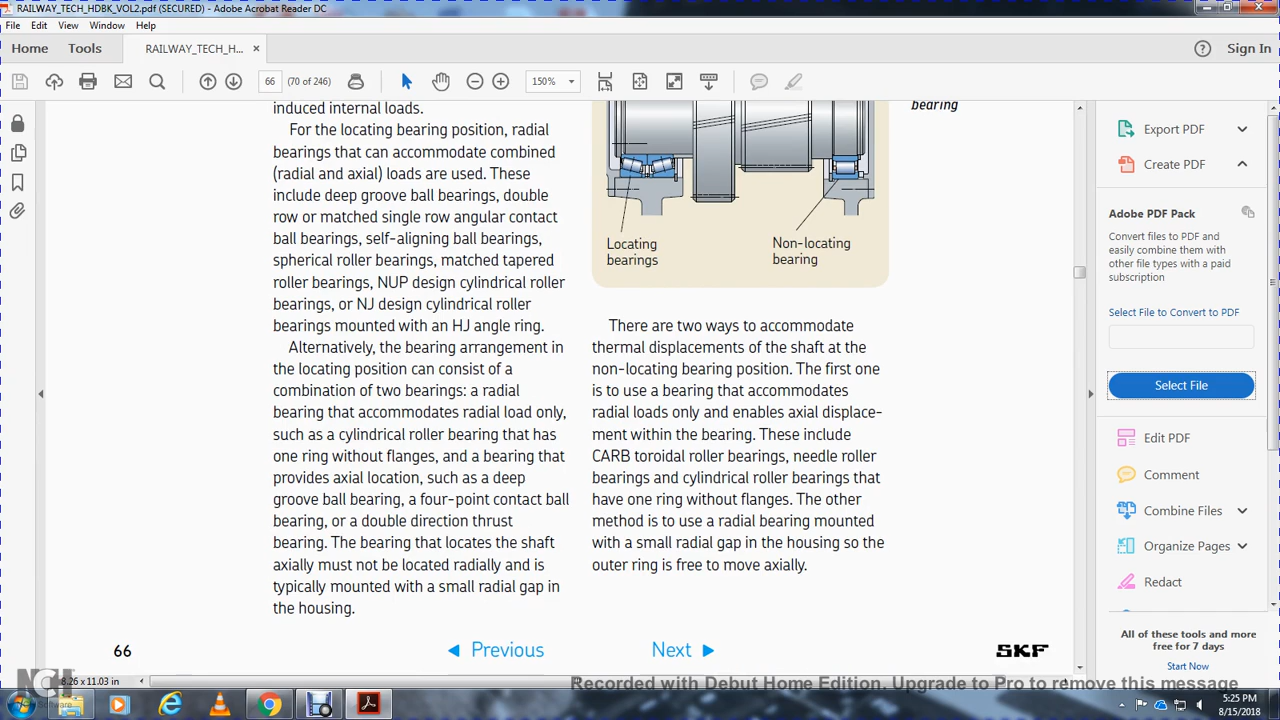 RAILWAY_TECH_HDBK_VOL2.pdf (SECURED) - Adobe Acrobat Reader DC
File Edit View Window Help
Home Tools RAILWAY_TECH_H... × Sign In
66 (70 of 246) 150%
induced internal loads.
For the locating bearing position, radial
bearings that can accommodate combined
(radial and axial) loads are used. These
include deep groove ball bearings, double
row or matched single row angular contact
ball bearings, self-aligning ball bearings,
spherical roller bearings, matched tapered
roller bearings, NUP design cylindrical roller
bearings, or NJ design cylindrical roller
bearings mounted with an HJ angle ring.
Alternatively, the bearing arrangement in
the locating position can consist of a
combination of two bearings: a radial
bearing that accommodates radial load only,
such as a cylindrical roller bearing that has
one ring without flanges, and a bearing that
provides axial location, such as a deep
groove ball bearing, a four-point contact ball
bearing, or a double direction thrust
bearing. The bearing that locates the shaft
axially must not be located radially and is
typically mounted with a small radial gap in
the housing.
bearing
Locating
bearings
Non-locating
bearing
There are two ways to accommodate
thermal displacements of the shaft at the
non-locating bearing position. The first one
is to use a bearing that accommodates
radial loads only and enables axial displace-
ment within the bearing. These include
CARB toroidal roller bearings, needle roller
bearings and cylindrical roller bearings that
have one ring without flanges. The other
method is to use a radial bearing mounted
with a small radial gap in the housing so the
outer ring is free to move axially.
66 Previous Next SKF
8.26 x 11.03 in
Export PDF
Create PDF
Adobe PDF Pack
Convert files to PDF and
easily combine them with
other file types with a paid
subscription
Select File to Convert to PDF
Select File
Edit PDF
Comment
Combine Files
Organize Pages
Redact
All of these tools and more
free for 7 days
Start Now
NCH Software
Recorded with Debut Home Edition. Upgrade to Pro to remove this message
5:25 PM
8/15/2018